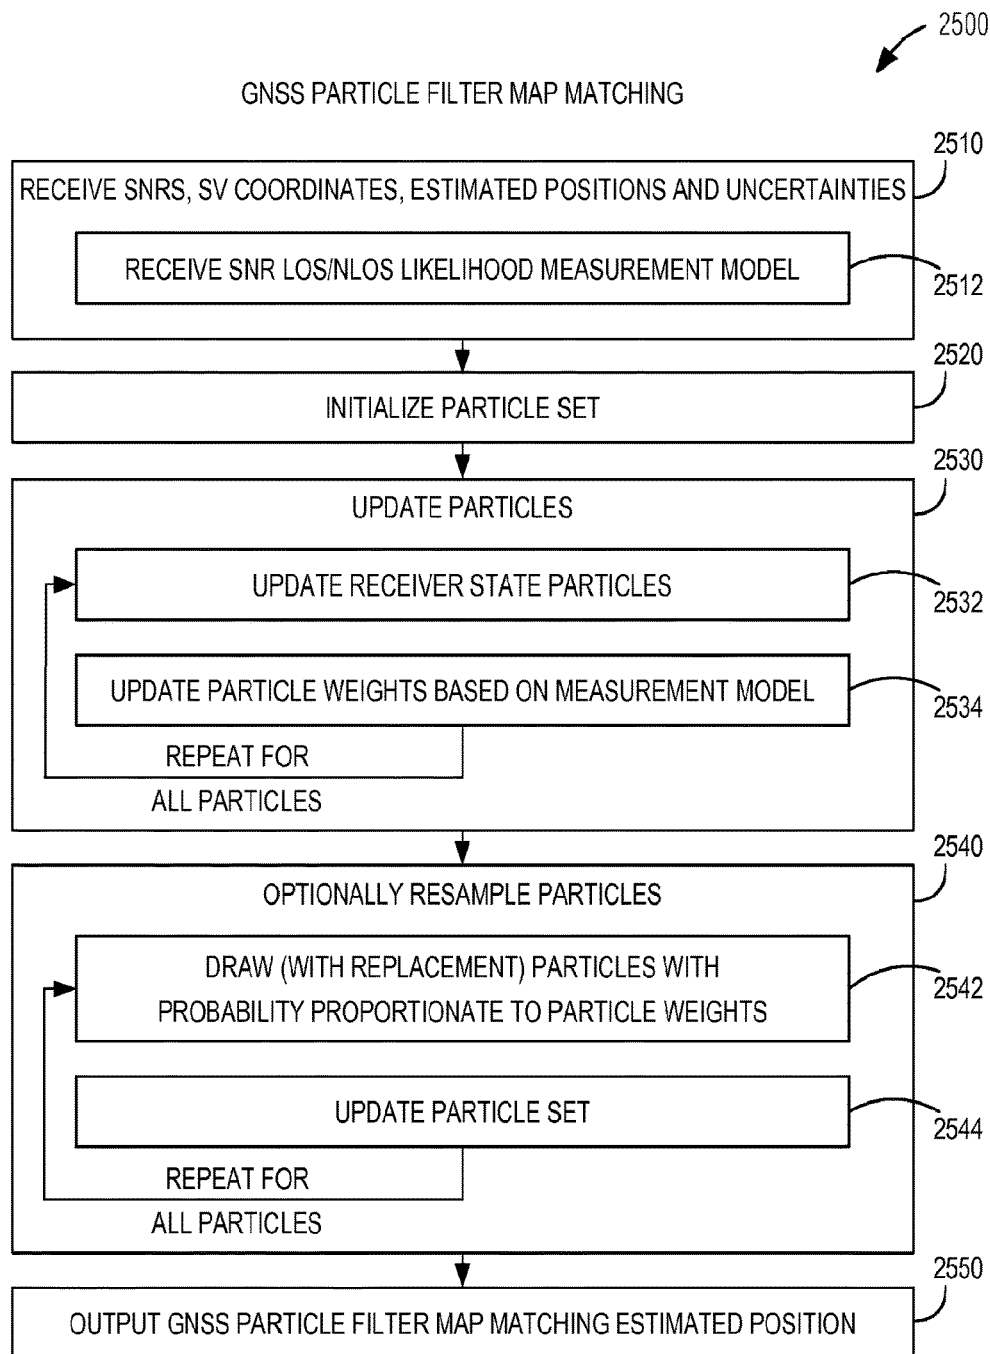 2500
GNSS PARTICLE FILTER MAP MATCHING
2510
RECEIVE SNRS, SV COORDINATES, ESTIMATED POSITIONS AND UNCERTAINTIES
RECEIVE SNR LOS/NLOS LIKELIHOOD MEASUREMENT MODEL
2512
2520
INITIALIZE PARTICLE SET
2530
UPDATE PARTICLES
UPDATE RECEIVER STATE PARTICLES
2532
UPDATE PARTICLE WEIGHTS BASED ON MEASUREMENT MODEL
2534
REPEAT FOR
ALL PARTICLES
2540
OPTIONALLY RESAMPLE PARTICLES
DRAW (WITH REPLACEMENT) PARTICLES WITH
PROBABILITY PROPORTIONATE TO PARTICLE WEIGHTS
2542
UPDATE PARTICLE SET
2544
REPEAT FOR
ALL PARTICLES
2550
OUTPUT GNSS PARTICLE FILTER MAP MATCHING ESTIMATED POSITION